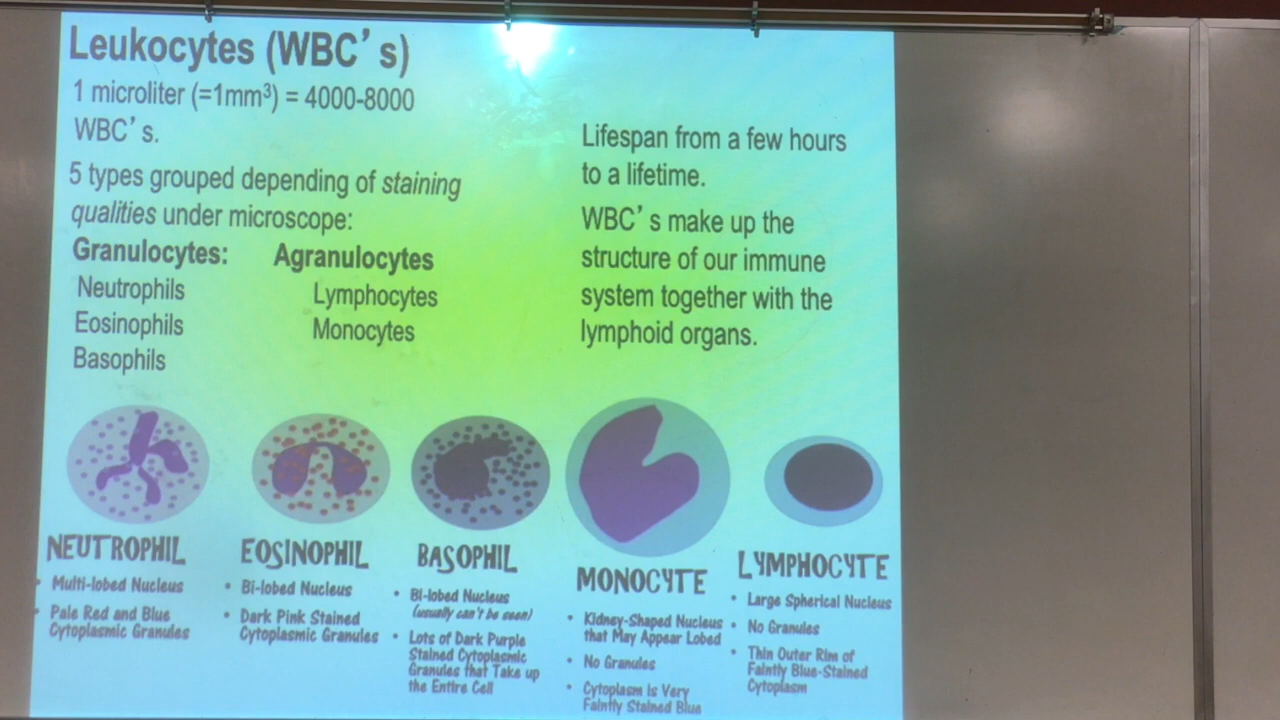 Leukocytes (WBC's)
1 microliter (=1mm³) = 4000-8000
WBC's.
5 types grouped depending of staining
qualities under microscope:
Granulocytes:
Neutrophils
Eosinophils
Basophils
Agranulocytes
Lymphocytes
Monocytes
Lifespan from a few hours
to a lifetime.
WBC's make up the
structure of our immune
system together with the
lymphoid organs.
NEUTROPHIL
• Multi-lobed Nucleus
• Pale Red and Blue
Cytoplasmic Granules
EOSINOPHIL
• Bi-lobed Nucleus
• Dark Pink Stained
Cytoplasmic Granules
BASOPHIL
• Bi-lobed Nucleus
(usually can't be seen)
• Lots of Dark Purple
Stained Cytoplasmic
Granules that Take up
the Entire Cell
MONOCYTE
• Kidney-Shaped Nucleus
that May Appear Lobed
• No Granules
• Cytoplasm is Very
Faintly Stained Blue
LYMPHOCYTE
• Large Spherical Nucleus
• No Granules
• Thin Outer Rim of
Faintly Blue-Stained
Cytoplasm